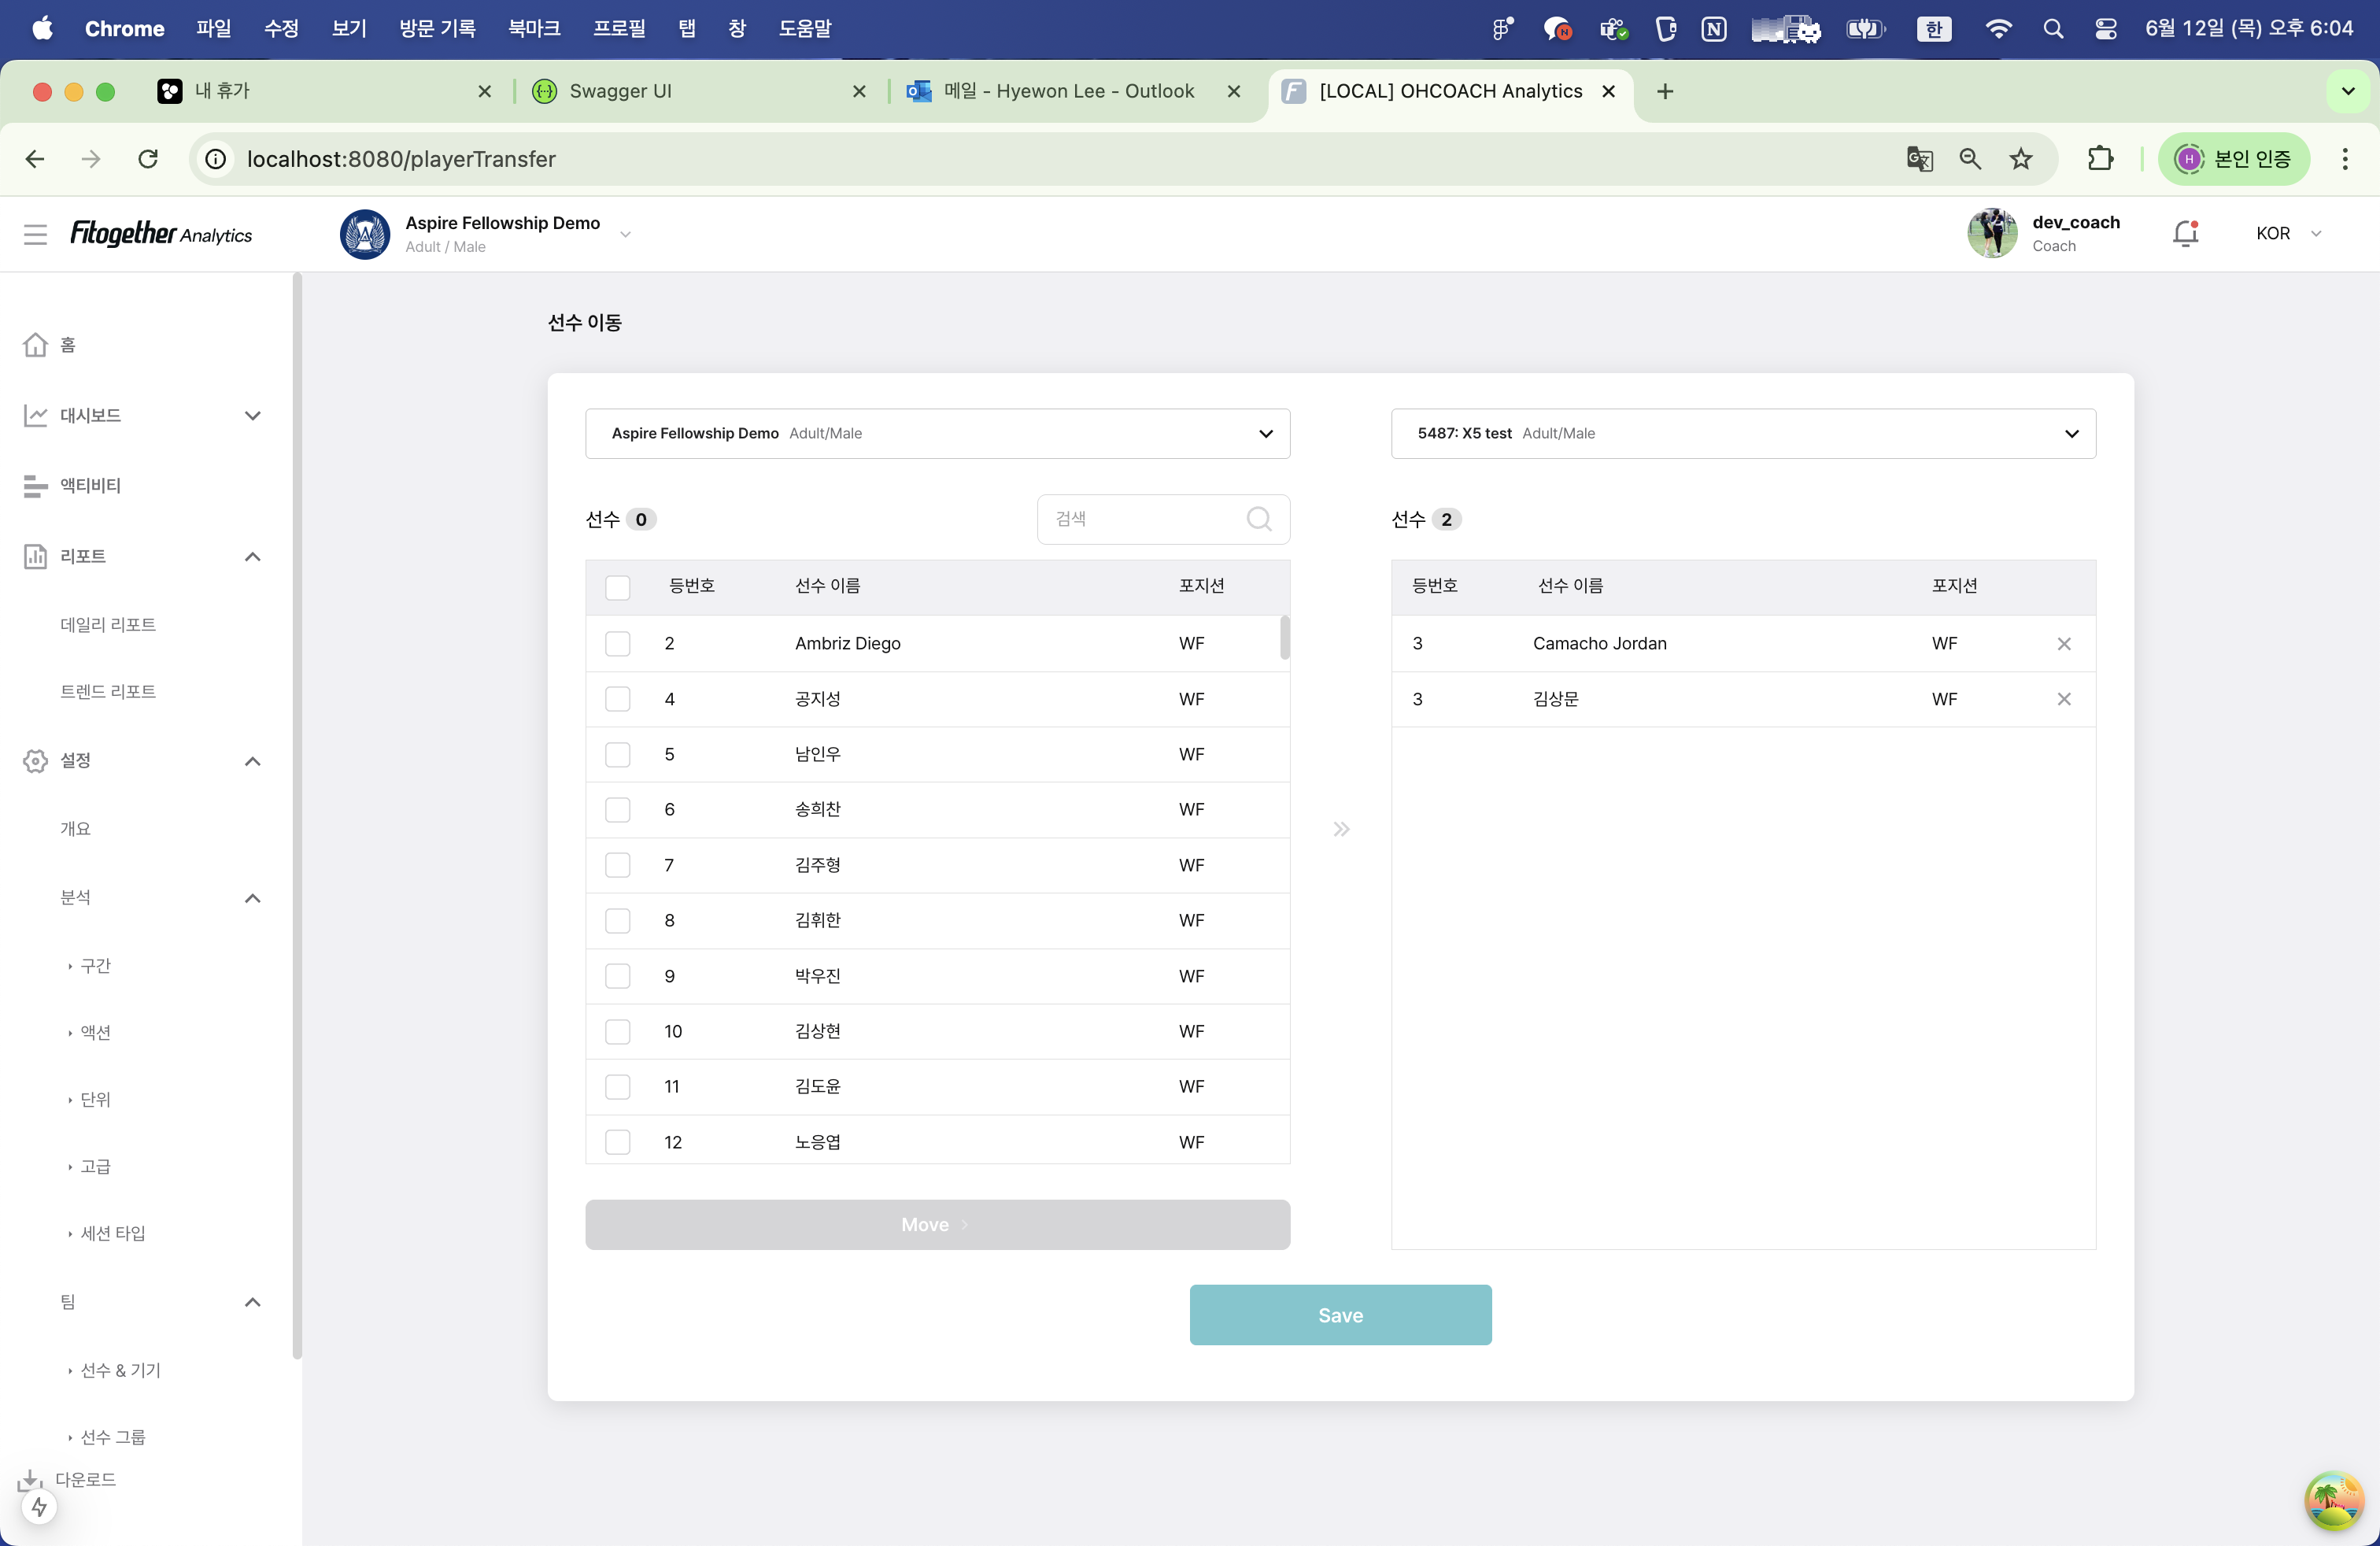 Chrome 파일 수정 보기 방문 기록 북마크 프로필 탭 창 도움말 한 6월 12일 (목) 오후 6:04
내 휴가 Swagger UI 메일 - Hyewon Lee - Outlook [LOCAL] OHCOACH Analytics
localhost:8080/playerTransfer H 본인 인증
Fitogether Analytics
Aspire Fellowship Demo
Adult / Male
dev_coach
Coach
KOR
홈
대시보드
액티비티
리포트
데일리 리포트
트렌드 리포트
설정
개요
분석
구간
액션
단위
고급
세션 타입
팀
선수 & 기기
선수 그룹
다운로드
선수 이동
Aspire Fellowship Demo Adult/Male
선수 0
검색
등번호 선수 이름 포지션
2 Ambriz Diego WF
4 공지성 WF
5 남인우 WF
6 송희찬 WF
7 김주형 WF
8 김휘한 WF
9 박우진 WF
10 김상현 WF
11 김도윤 WF
12 노응엽 WF
Move
5487: X5 test Adult/Male
선수 2
등번호 선수 이름 포지션
3 Camacho Jordan WF
3 김상문 WF
Save